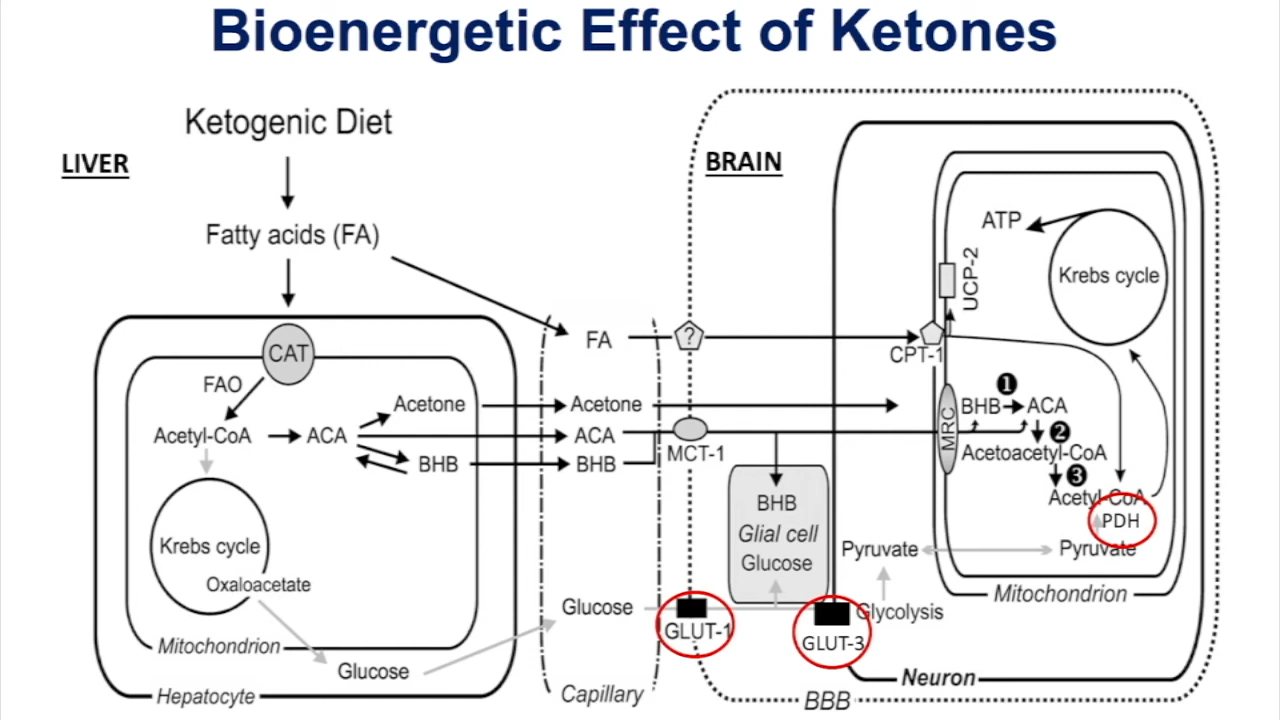 Bioenergetic Effect of Ketones
Ketogenic Diet
LIVER
Fatty acids (FA)
CAT
FAO
Acetyl-CoA
ACA
Acetone
BHB
Krebs cycle
Oxaloacetate
Mitochondrion
Glucose
Hepatocyte
FA
Acetone
ACA
BHB
Glucose
Capillary
BRAIN
?
MCT-1
GLUT-1
BHB
Glial cell
Glucose
GLUT-3
BBB
ATP
Krebs cycle
UCP-2
CPT-1
MRC
1
BHB
ACA
2
Acetoacetyl-CoA
3
Acetyl-CoA
PDH
Pyruvate
Pyruvate
Mitochondrion
Glycolysis
Neuron